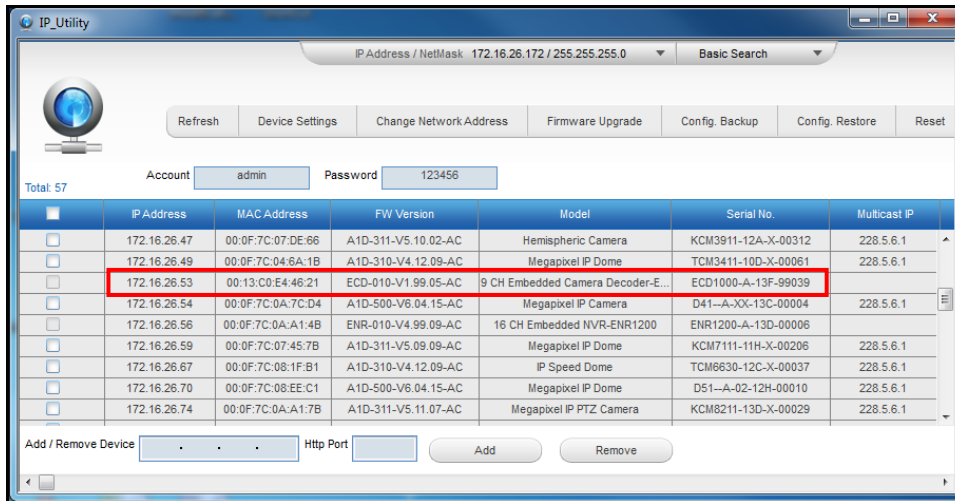 IP_Utility
IP Address / NetMask 172.16.26.172 / 255.255.255.0 Basic Search
Refresh Device Settings Change Network Address Firmware Upgrade Config. Backup Config. Restore Reset
Account admin Password 123456
Total: 57
IP Address MAC Address FW Version Model Serial No. Multicast IP
172.16.26.47 00:0F:7C:07:DE:66 A1D-311-V5.10.02-AC Hemispheric Camera KCM3911-12A-X-00312 228.5.6.1
172.16.26.49 00:0F:7C:04:6A:1B A1D-310-V4.12.09-AC Megapixel IP Dome TCM3411-10D-X-00061 228.5.6.1
172.16.26.53 00:13:C0:E4:46:21 ECD-010-V1.99.05-AC 9 CH Embedded Camera Decoder-E... ECD1000-A-13F-99039
172.16.26.54 00:0F:7C:0A:7C:D4 A1D-500-V6.04.15-AC Megapixel IP Camera D41--A-XX-13C-00004 228.5.6.1
172.16.26.56 00:0F:7C:0A:A1:4B ENR-010-V4.99.09-AC 16 CH Embedded NVR-ENR1200 ENR1200-A-13D-00006
172.16.26.59 00:0F:7C:07:45:7B A1D-311-V5.09.09-AC Megapixel IP Dome KCM7111-11H-X-00206 228.5.6.1
172.16.26.67 00:0F:7C:08:1F:B1 A1D-310-V4.12.09-AC IP Speed Dome TCM6630-12C-X-00037 228.5.6.1
172.16.26.70 00:0F:7C:08:EE:C1 A1D-500-V6.04.15-AC Megapixel IP Dome D51--A-02-12H-00010 228.5.6.1
172.16.26.74 00:0F:7C:0A:A1:7B A1D-311-V5.11.07-AC Megapixel IP PTZ Camera KCM8211-13D-X-00029 228.5.6.1
Add / Remove Device . . . Http Port Add Remove